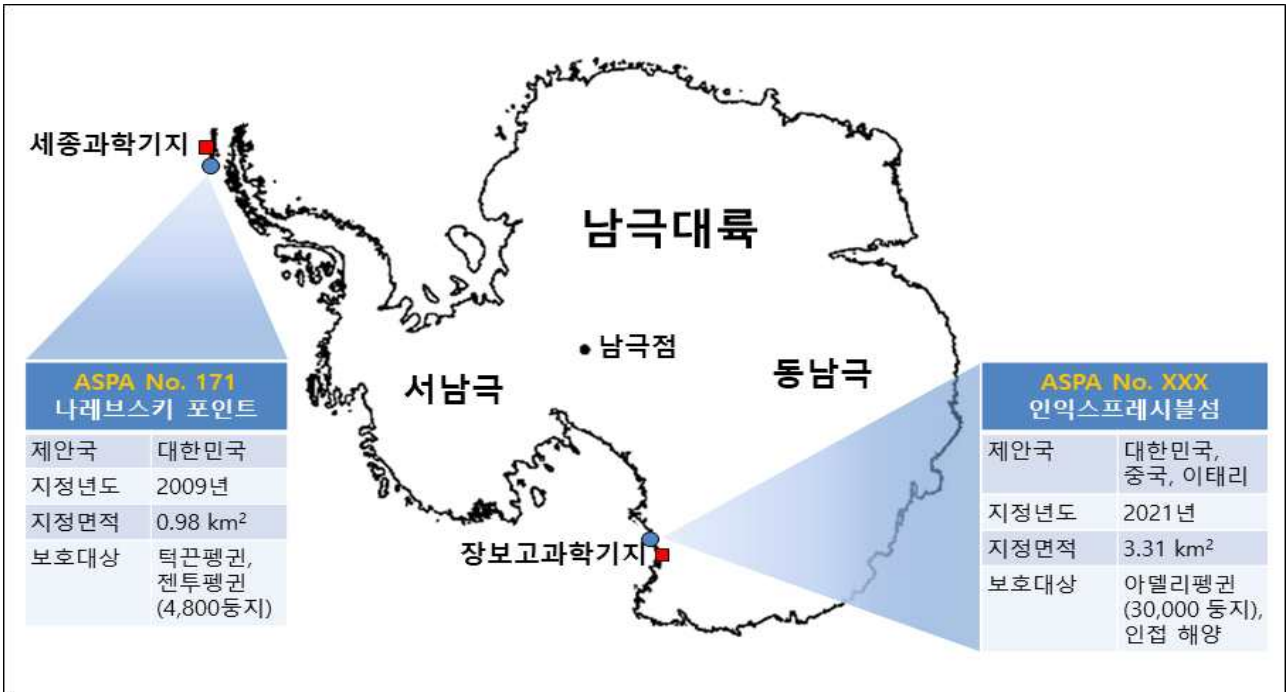 세종과학기지
남극대륙
남극점
서남극
동남극
장보고과학기지
ASPA No. 171
나레브스키 포인트
제안국 대한민국
지정년도 2009년
지정면적 0.98 km²
보호대상 턱끈펭귄,
젠투펭귄
(4,800둥지)
ASPA No. XXX
인익스프레시블섬
제안국 대한민국,
중국, 이태리
지정년도 2021년
지정면적 3.31 km²
보호대상 아델리펭귄
(30,000 둥지),
인접 해양